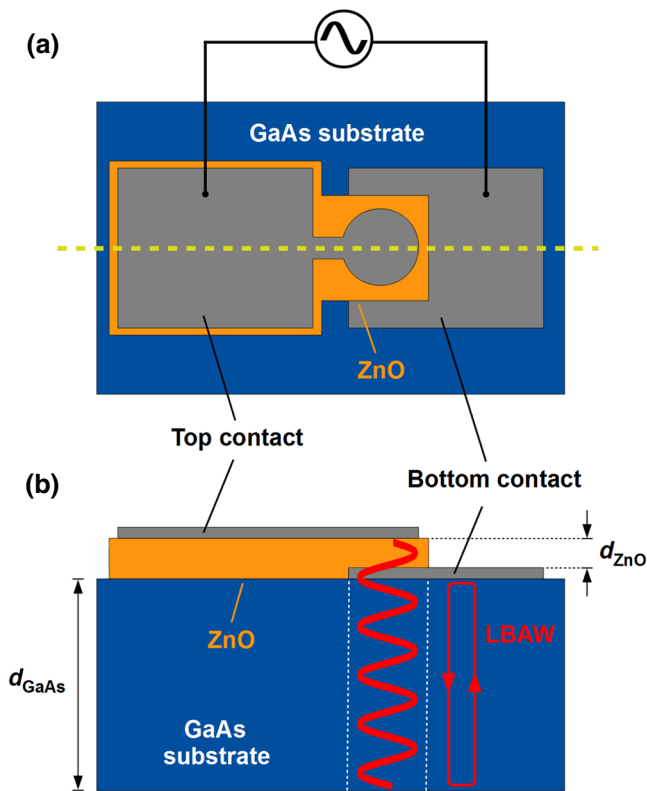 (a)
GaAs substrate
ZnO
Top contact
Bottom contact
(b)
dZnO
ZnO
LBAW
dGaAs
GaAs
substrate